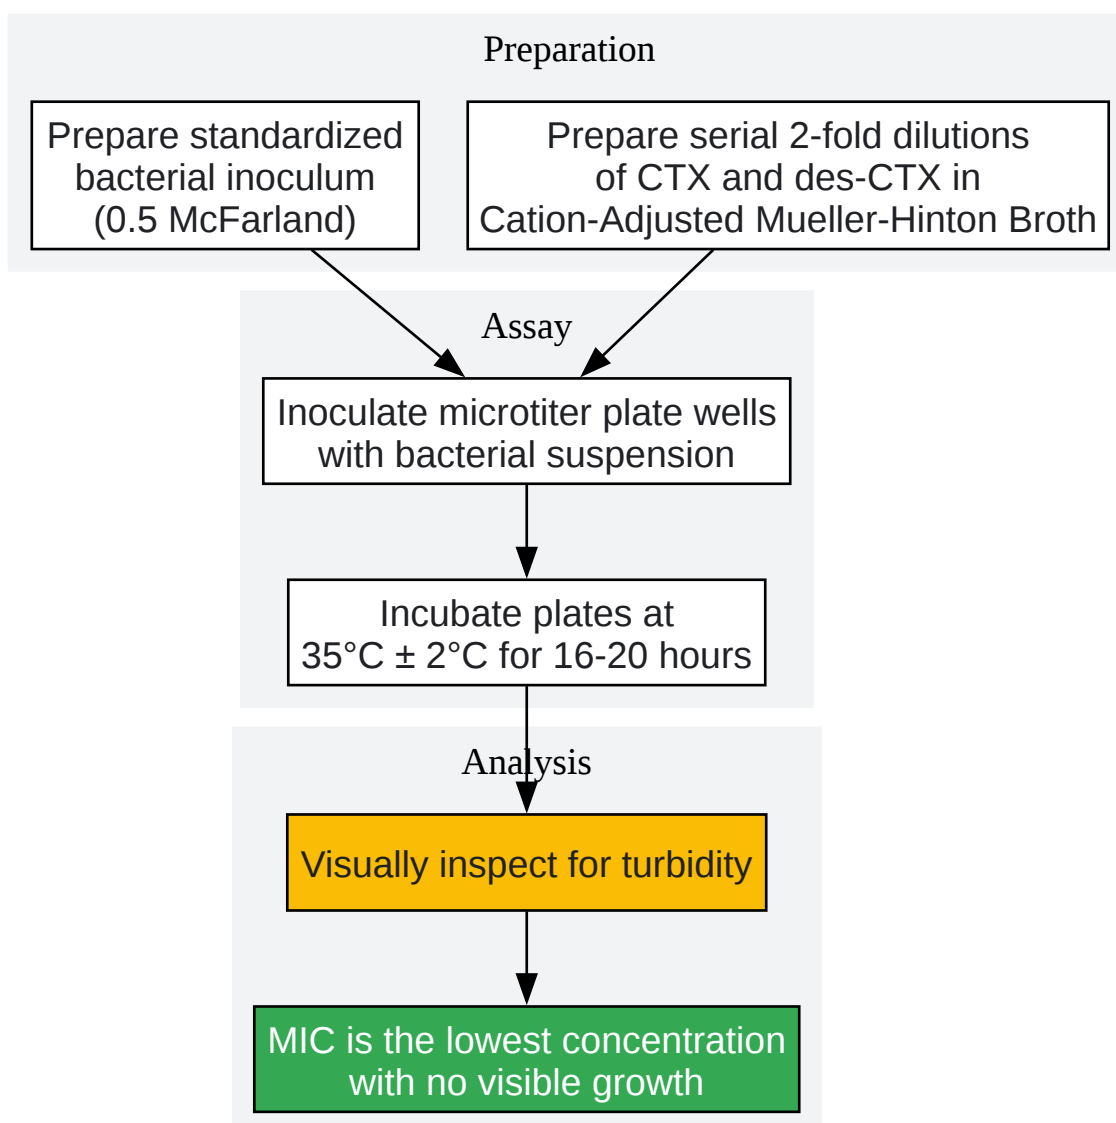 Preparation
Prepare standardized
bacterial inoculum
(0.5 McFarland)
Prepare serial 2-fold dilutions
of CTX and des-CTX in
Cation-Adjusted Mueller-Hinton Broth
Assay
Inoculate microtiter plate wells
with bacterial suspension
Incubate plates at
35°C ± 2°C for 16-20 hours
Analysis
Visually inspect for turbidity
MIC is the lowest concentration
with no visible growth